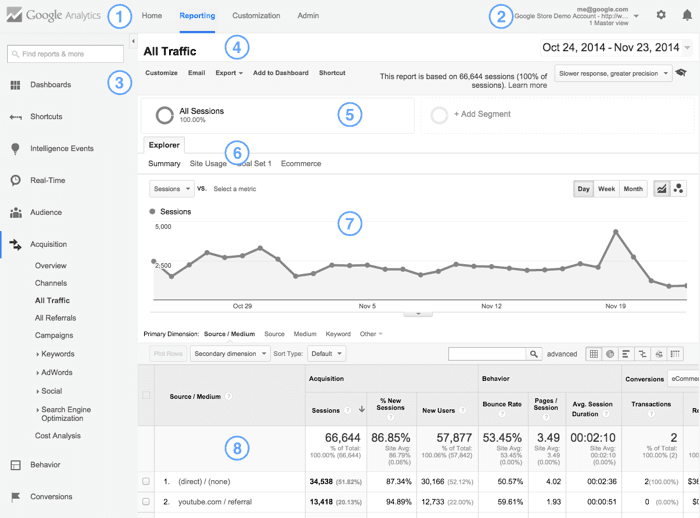 Google Analytics 1 Home Reporting Customization Admin 2 me@google.com
Google Store Demo Account - http://w...
1 Master view
Find reports & more
All Traffic 4 Oct 24, 2014 - Nov 23, 2014
Customize Email Export Add to Dashboard Shortcut
This report is based on 66,644 sessions (100% of
sessions). Learn more
Slower response, greater precision
3
Dashboards
Shortcuts
Intelligence Events
Real-Time
Audience
Acquisition
Overview
Channels
All Traffic
All Referrals
Campaigns
Keywords
AdWords
Social
Search Engine
Optimization
Cost Analysis
Behavior
Conversions
All Sessions
100.00%
5
+ Add Segment
Explorer
6
Summary Site Usage Goal Set 1 Ecommerce
Sessions VS. Select a metric Day Week Month
Sessions
7
5,000
2,500
Oct 29 Nov 5 Nov 12 Nov 19
Primary Dimension: Source / Medium Source Medium Keyword Other
Plot Rows Secondary dimension Sort Type: Default advanced
Source / Medium ?
Acquisition Behavior Conversions eComme
Sessions ? % New Sessions ? New Users ? Bounce Rate ? Pages / Session ? Avg. Session Duration ? Transactions ?
8
66,644 86.85% 57,877 53.45% 3.49 00:02:10 2
% of Total: Site Avg: % of Total: Site Avg: Site Avg: Site Avg: % of Total:
100.00% (66,644) 86.79% (0.06%) 100.06% (57,842) 53.45% (0.00%) 3.49 (0.00%) 00:02:10 (0.00%) 100.00% (2)
1. (direct) / (none) 34,538 (51.82%) 87.34% 30,166 (52.12%) 50.57% 4.02 00:02:36 2(100.00%) $3
2. youtube.com / referral 13,418 (20.13%) 94.89% 12,733 (22.00%) 59.61% 1.93 00:00:51 0 (0.00%) $